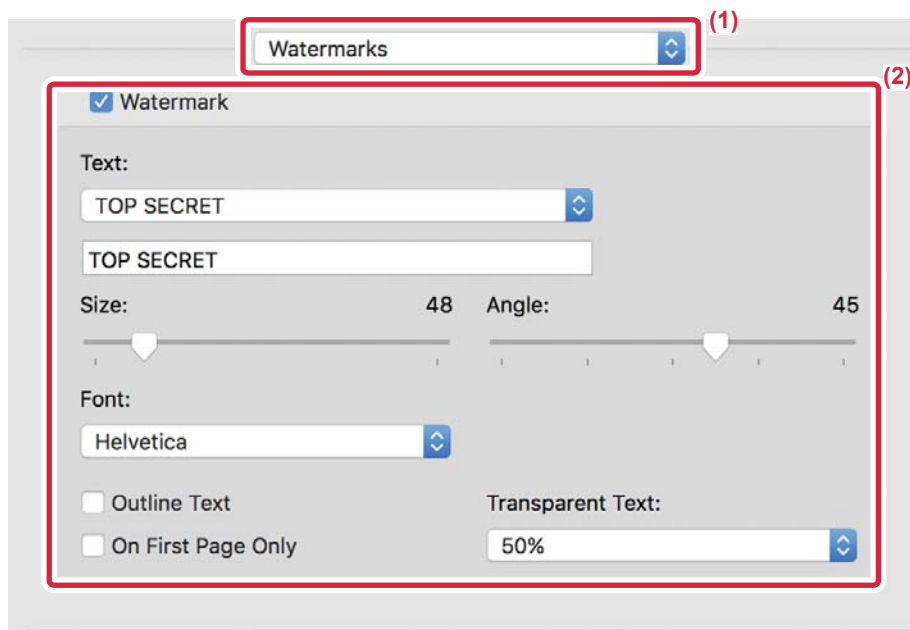 (1)
Watermarks
(2)
Watermark
Text:
TOP SECRET
TOP SECRET
Size: 48 Angle: 45
Font:
Helvetica
Outline Text Transparent Text:
On First Page Only 50%